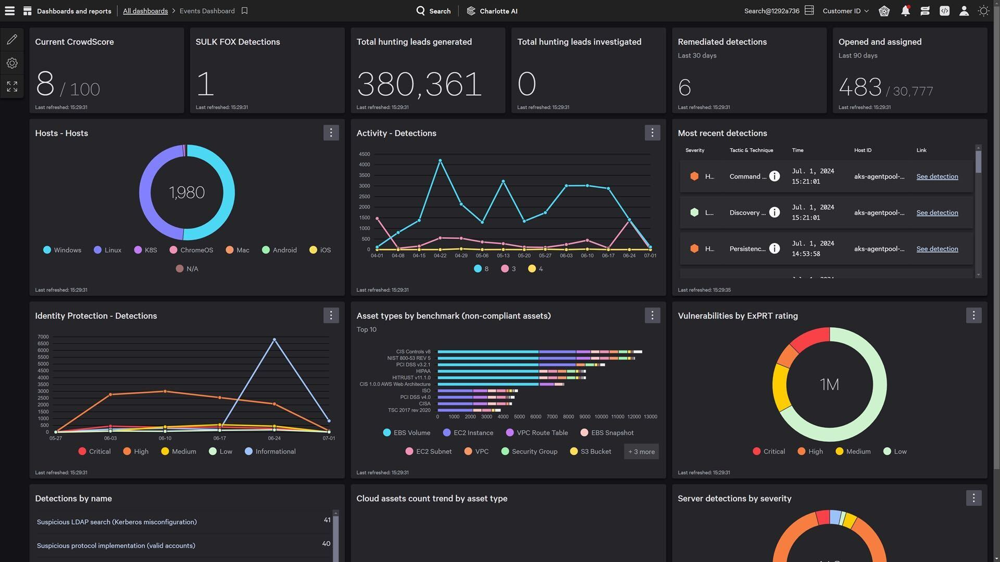 Dashboards and reports
All dashboards > Events Dashboard
Search
Charlotte AI
Search@1292a736
Customer ID
Current CrowdScore
8 / 100
Last refreshed: 15:29:31
SULK FOX Detections
1
Last refreshed: 15:29:31
Total hunting leads generated
380,361
Last refreshed: 15:29:31
Total hunting leads investigated
0
Last refreshed: 15:29:31
Remediated detections
Last 30 days
6
Last refreshed: 15:29:31
Opened and assigned
Last 90 days
483 / 30,777
Last refreshed: 15:29:31
Hosts - Hosts
1,980
Windows Linux K8S ChromeOS Mac Android iOS
N/A
Last refreshed: 15:29:31
Activity - Detections
4500
4000
3500
3000
2500
2000
1500
1000
500
0
04-01 04-08 04-15 04-22 04-29 05-06 05-13 05-20 05-27 06-03 06-10 06-17 06-24 07-01
8 3 4
Last refreshed: 15:29:31
Most recent detections
Severity Tactic & Technique Time Host ID Link
H... Command ... Jul. 1, 2024 15:21:01 aks-agentpool-... See detection
L... Discovery ... Jul. 1, 2024 15:21:01 aks-agentpool-... See detection
H... Persistenc... Jul. 1, 2024 14:53:58 aks-agentpool-... See detection
Last refreshed: 15:29:35
Identity Protection - Detections
7000
6500
6000
5500
5000
4500
4000
3500
3000
2500
2000
1500
1000
500
0
05-27 06-03 06-10 06-17 06-24 07-01
Critical High Medium Low Informational
Last refreshed: 15:29:31
Asset types by benchmark (non-compliant assets)
Top 10
CIS Controls v8
NIST 800-53 REV 5
PCI DSS v3.2.1
HIPAA
HITRUST v11.1.0
CIS 1.0.0 AWS Web Architecture
ISO
PCI DSS v4.0
CISA
TSC 2017 rev 2020
0 1000 2000 3000 4000 5000 6000 7000 8000 9000 10000 11000 12000 13000
EBS Volume EC2 Instance VPC Route Table EBS Snapshot
EC2 Subnet VPC Security Group S3 Bucket + 3 more
Last refreshed: 15:29:31
Vulnerabilities by ExPRT rating
1M
Critical High Medium Low
Last refreshed: 15:29:31
Detections by name
Suspicious LDAP search (Kerberos misconfiguration) 41
Suspicious protocol implementation (valid accounts) 40
Cloud assets count trend by asset type
Server detections by severity